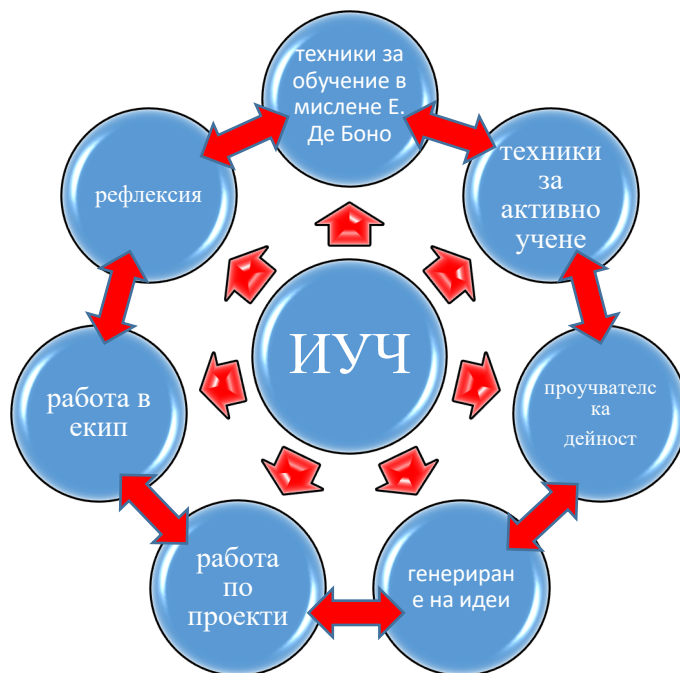 техники за
обучение в
мислене Е.
Де Боно
техники
за
активно
учене
проучвателс
ка
дейност
генериран
е на идеи
работа
по
проекти
работа в
екип
рефлексия
ИУЧ